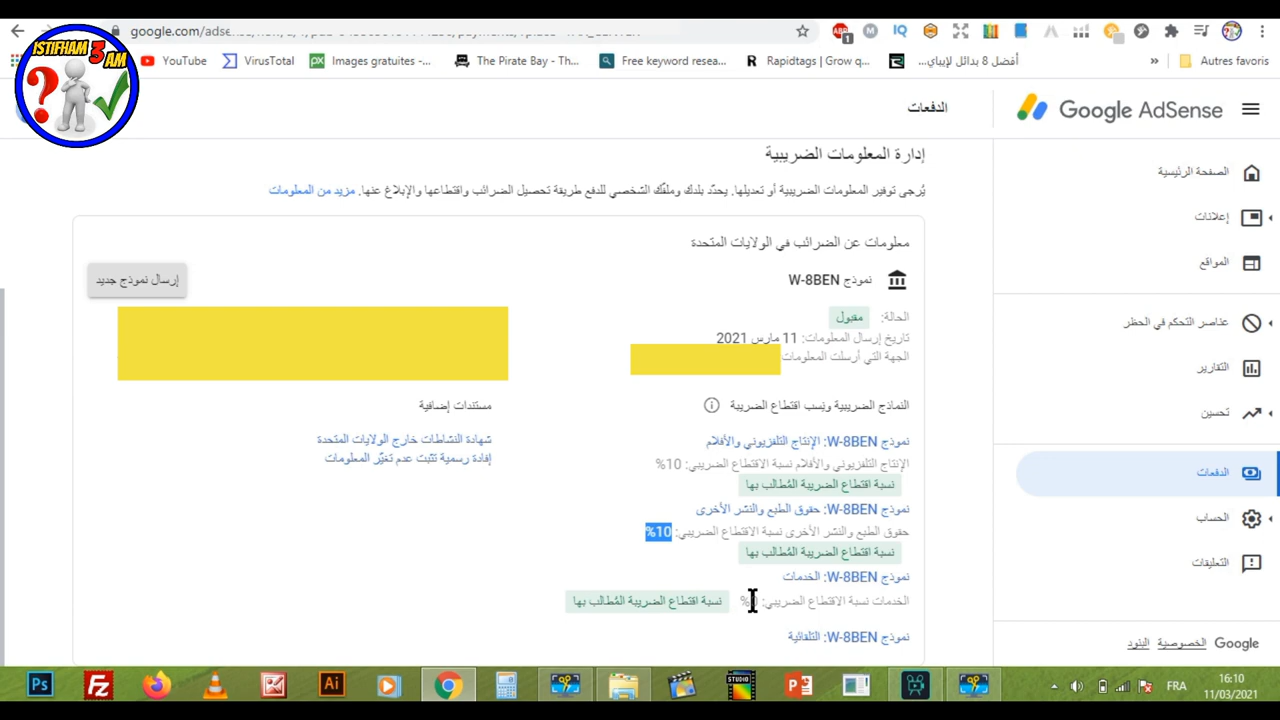 google.com/adse
ISTIFHAM
3
AM
YouTube
VirusTotal
Images gratuites -...
The Pirate Bay - Th...
Free keyword resea...
Rapidtags | Grow q...
أفضل 8 بدائل لإيباي...
»
Autres favoris
Google AdSense
الدفعات
الصفحة الرئيسية
إعلانات
المواقع
عناصر التحكم في الحظر
التقارير
تحسين
الدفعات
الحساب
التعليقات
Google الخصوصية البنود
إدارة المعلومات الضريبية
يُرجى توفير المعلومات الضريبية أو تعديلها. يحدّد بلدك وملفّك الشخصي للدفع طريقة تحصيل الضرائب واقتطاعها والإبلاغ عنها. مزيد من المعلومات
معلومات عن الضرائب في الولايات المتحدة
نموذج W-8BEN
إرسال نموذج جديد
الحالة: مقبول
تاريخ إرسال المعلومات: 11 مارس 2021
الجهة التي أرسلت المعلومات
النماذج الضريبية ونِسب اقتطاع الضريبة
مستندات إضافية
نموذج W-8BEN: الإنتاج التلفزيوني والأفلام
شهادة النشاطات خارج الولايات المتحدة
الإنتاج التلفزيوني والأفلام نسبة الاقتطاع الضريبي: 10%
إفادة رسمية تثبت عدم تغيّر المعلومات
نسبة اقتطاع الضريبة المُطالب بها
نموذج W-8BEN: حقوق الطبع والنشر الأخرى
حقوق الطبع والنشر الأخرى نسبة الاقتطاع الضريبي: 10%
نسبة اقتطاع الضريبة المُطالب بها
نموذج W-8BEN: الخدمات
الخدمات نسبة الاقتطاع الضريبي: % نسبة اقتطاع الضريبة المُطالب بها
نموذج W-8BEN: التلقائية
FRA
16:10
11/03/2021